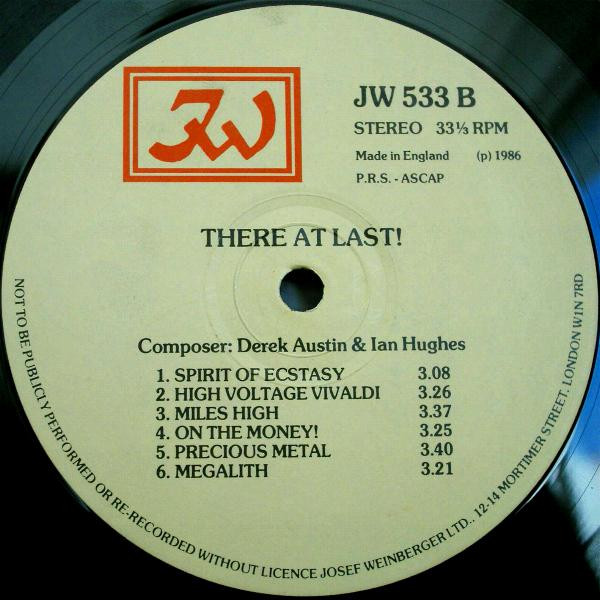 JW
JW 533 B
STEREO 33⅓ RPM
Made in England (p) 1986
P.R.S. - ASCAP
THERE AT LAST!
Composer: Derek Austin & Ian Hughes
1. SPIRIT OF ECSTASY 3.08
2. HIGH VOLTAGE VIVALDI 3.26
3. MILES HIGH 3.37
4. ON THE MONEY! 3.25
5. PRECIOUS METAL 3.40
6. MEGALITH 3.21
NOT TO BE PUBLICLY PERFORMED OR RE-RECORDED WITHOUT LICENCE JOSEF WEINBERGER LTD.. 12-14 MORTIMER STREET. LONDON W1N 7RD